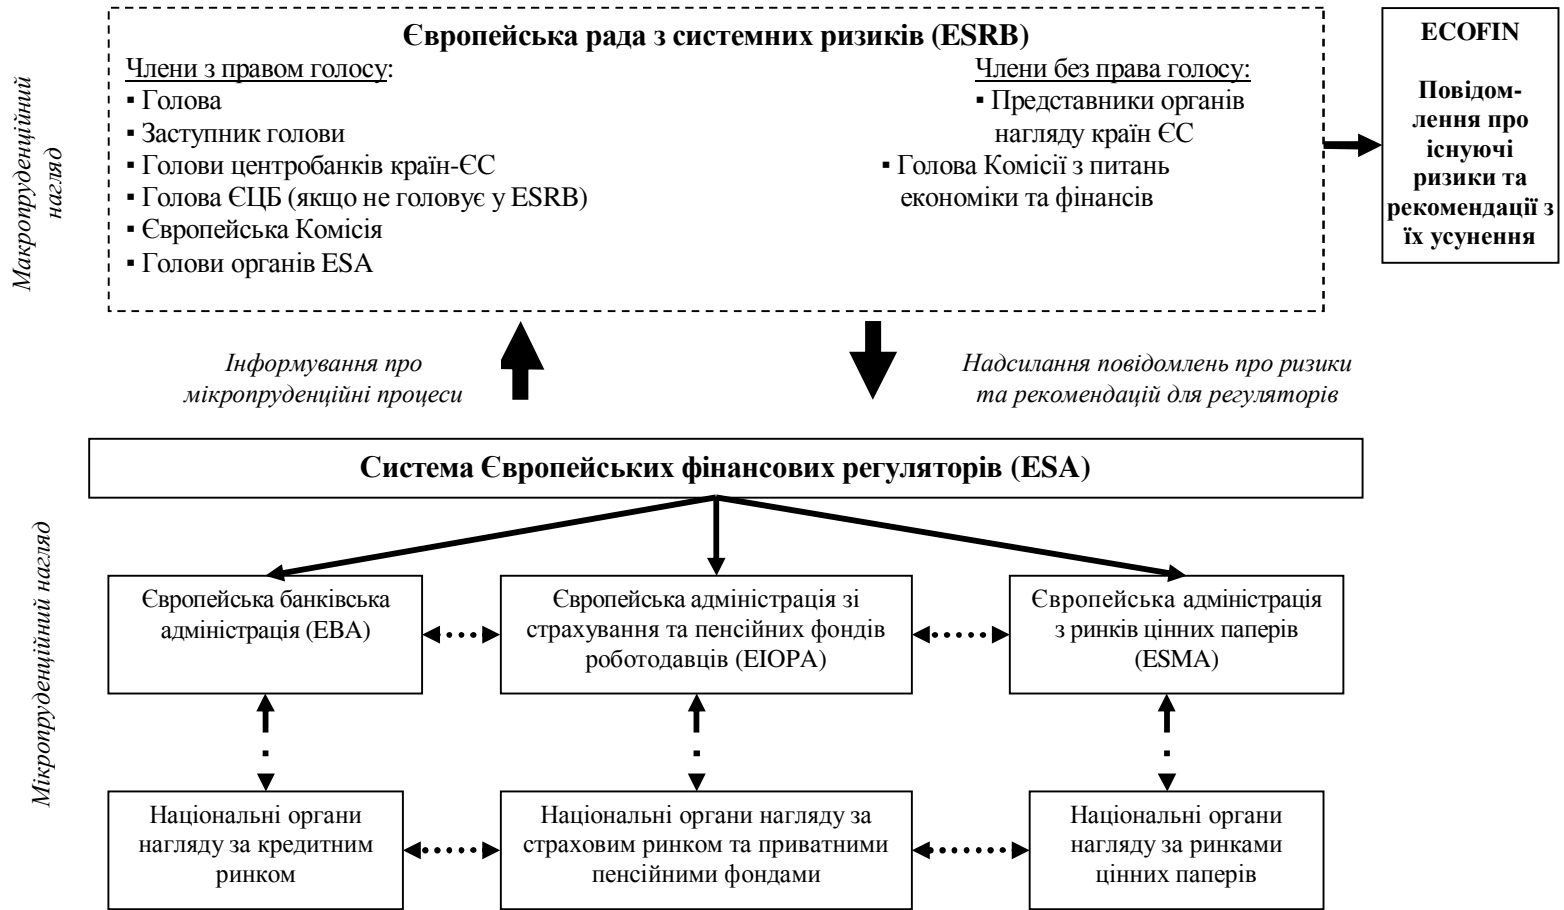 Макропруденційний
нагляд
Європейська рада з системних ризиків (ESRB)
Члени з правом голосу:
▪ Голова
▪ Заступник голови
▪ Голови центробанків країн-ЄС
▪ Голова ЄЦБ (якщо не головує у ESRB)
▪ Європейська Комісія
▪ Голови органів ESA
Члени без права голосу:
▪ Представники органів
нагляду країн ЄС
▪ Голова Комісії з питань
економіки та фінансів
ECOFIN
Повідом-
лення про
існуючі
ризики та
рекомендації з
їх усунення
Інформування про
мікропруденційні процеси
Надсилання повідомлень про ризики
та рекомендацій для регуляторів
Мікропруденційний нагляд
Система Європейських фінансових регуляторів (ESA)
Європейська банківська
адміністрація (EBA)
Європейська адміністрація зі
страхування та пенсійних фондів
роботодавців (EIOPA)
Європейська адміністрація
з ринків цінних паперів
(ESMA)
Національні органи
нагляду за кредитним
ринком
Національні органи нагляду за
страховим ринком та приватними
пенсійними фондами
Національні органи
нагляду за ринками
цінних паперів